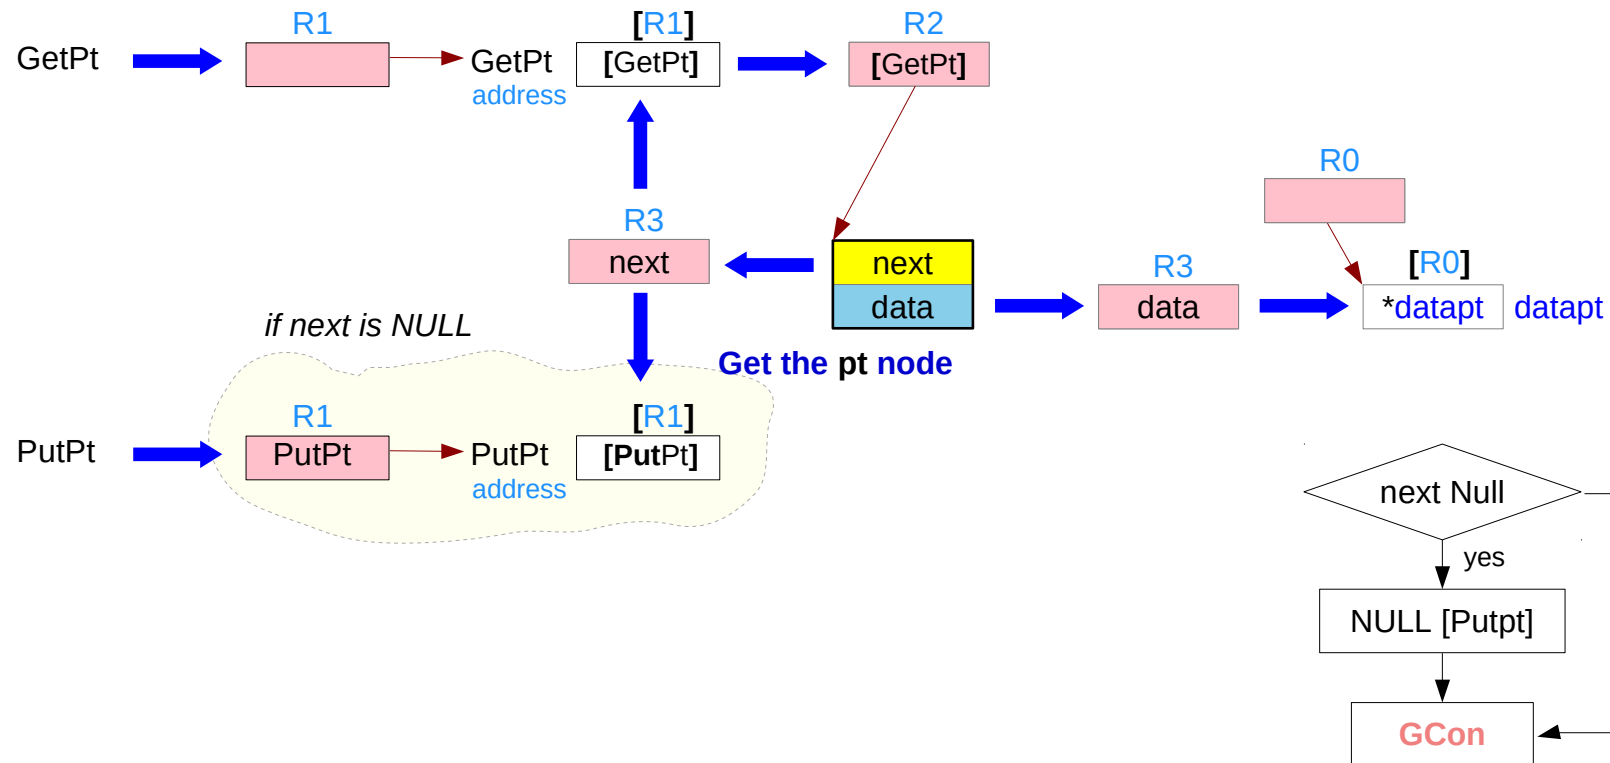 R1
[R1]
R2
GetPt
GetPt
[GetPt]
[GetPt]
address
R0
R3
next
next
data
R3
data
[R0]
*datapt
datapt
if next is NULL
Get the pt node
R1
[R1]
PutPt
PutPt
PutPt
[PutPt]
address
next Null
yes
NULL [Putpt]
GCon